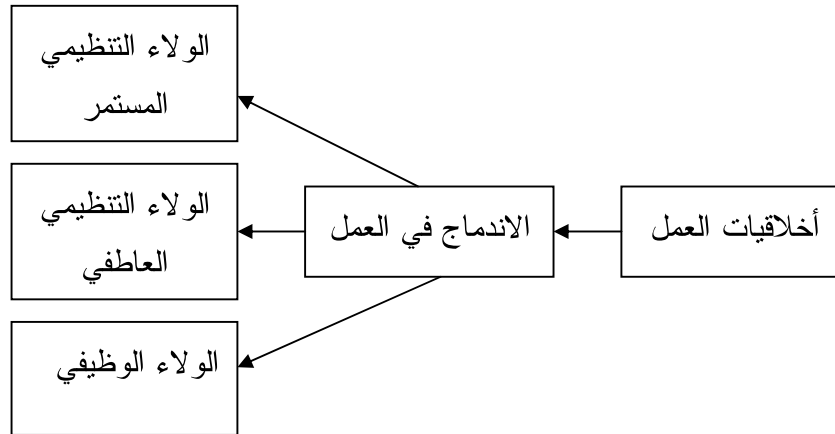 أخلاقيات العمل
الاندماج في العمل
الولاء التنظيمي
المستمر
الولاء التنظيمي
العاطفي
الولاء الوظيفي